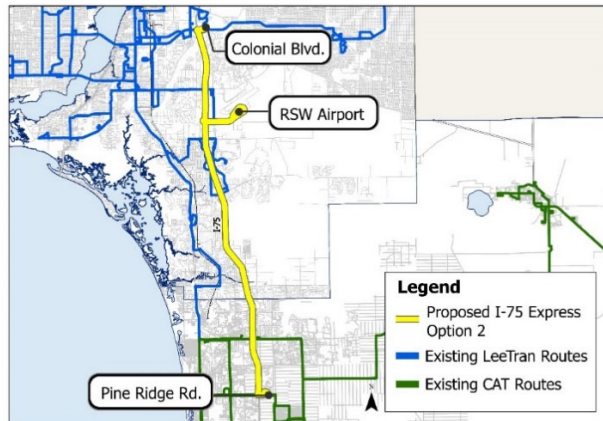 Colonial Blvd.
RSW Airport
I-75
Legend
Proposed I-75 Express
Option 2
Existing LeeTran Routes
Existing CAT Routes
Pine Ridge Rd.
N